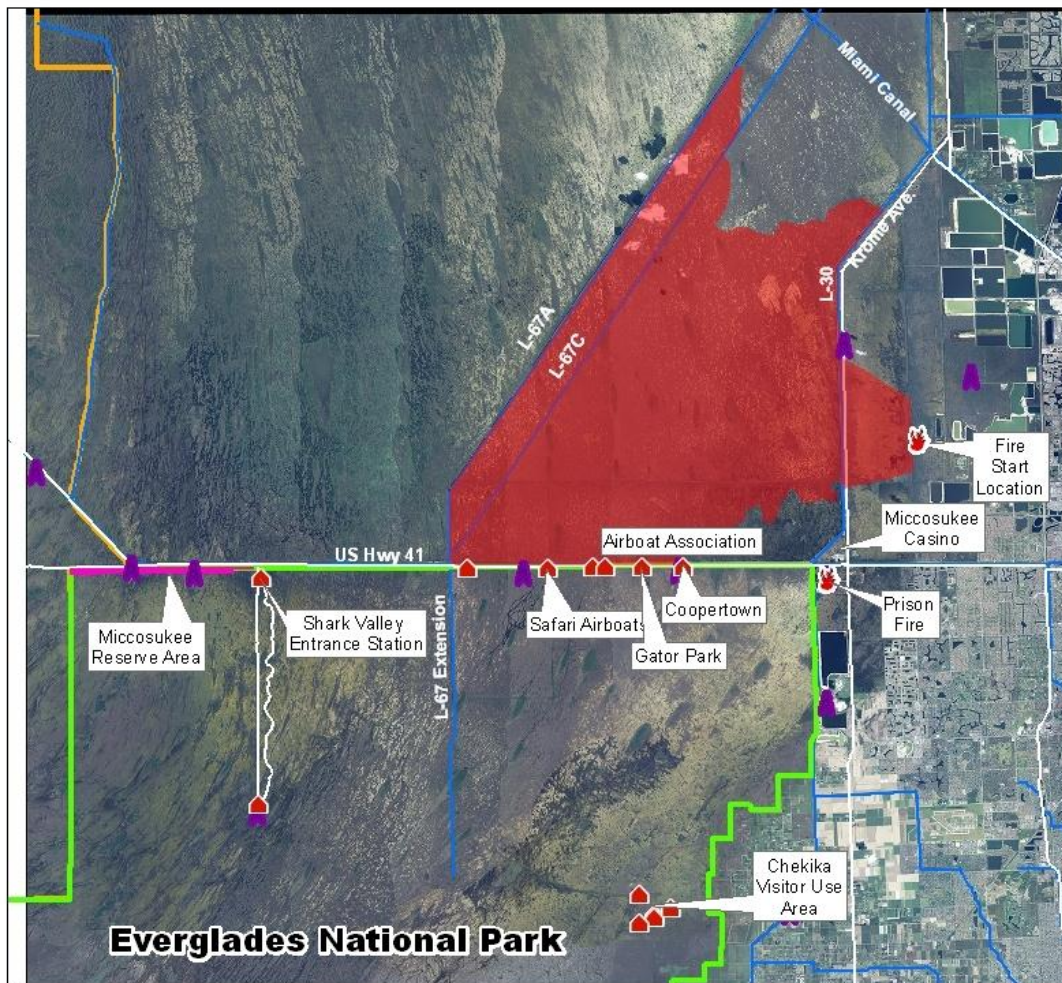 Miami Canal
Krome Ave.
L-30
L-67A
L-67C
Fire
Start
Location
Miccosukee
Casino
US Hwy 41
Airboat Association
Miccosukee
Reserve Area
Shark Valley
Entrance Station
L-67 Extension
Safari Airboats
Gator Park
Coopertown
Prison
Fire
Chekika
Visitor Use
Area
Everglades National Park